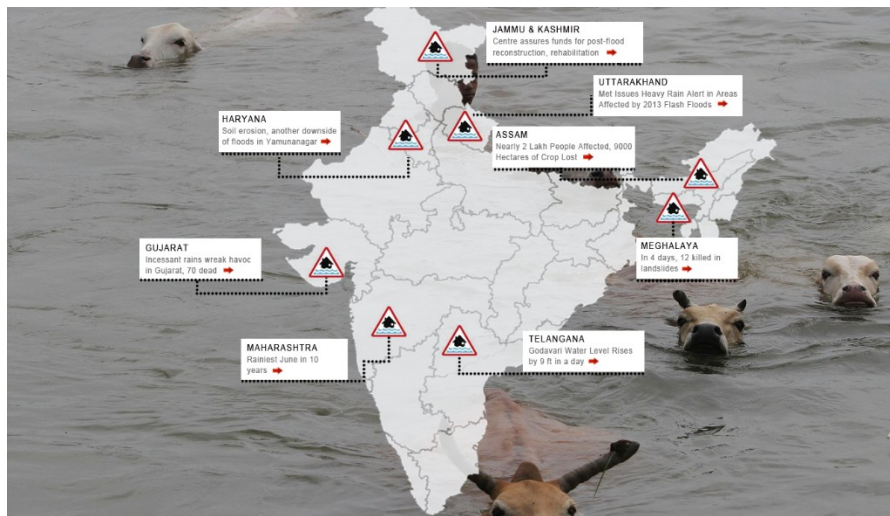 JAMMU & KASHMIR
Centre assures funds for post-flood
reconstruction, rehabilitation
UTTARAKHAND
Met Issues Heavy Rain Alert in Areas
Affected by 2013 Flash Floods
HARYANA
Soil erosion, another downside
of floods in Yamunanagar
ASSAM
Nearly 2 Lakh People Affected, 9000
Hectares of Crop Lost
GUJARAT
Incessant rains wreak havoc
in Gujarat, 70 dead
MEGHALAYA
In 4 days, 12 killed in
landslides
MAHARASHTRA
Rainiest June in 10
years
TELANGANA
Godavari Water Level Rises
by 9 ft in a day